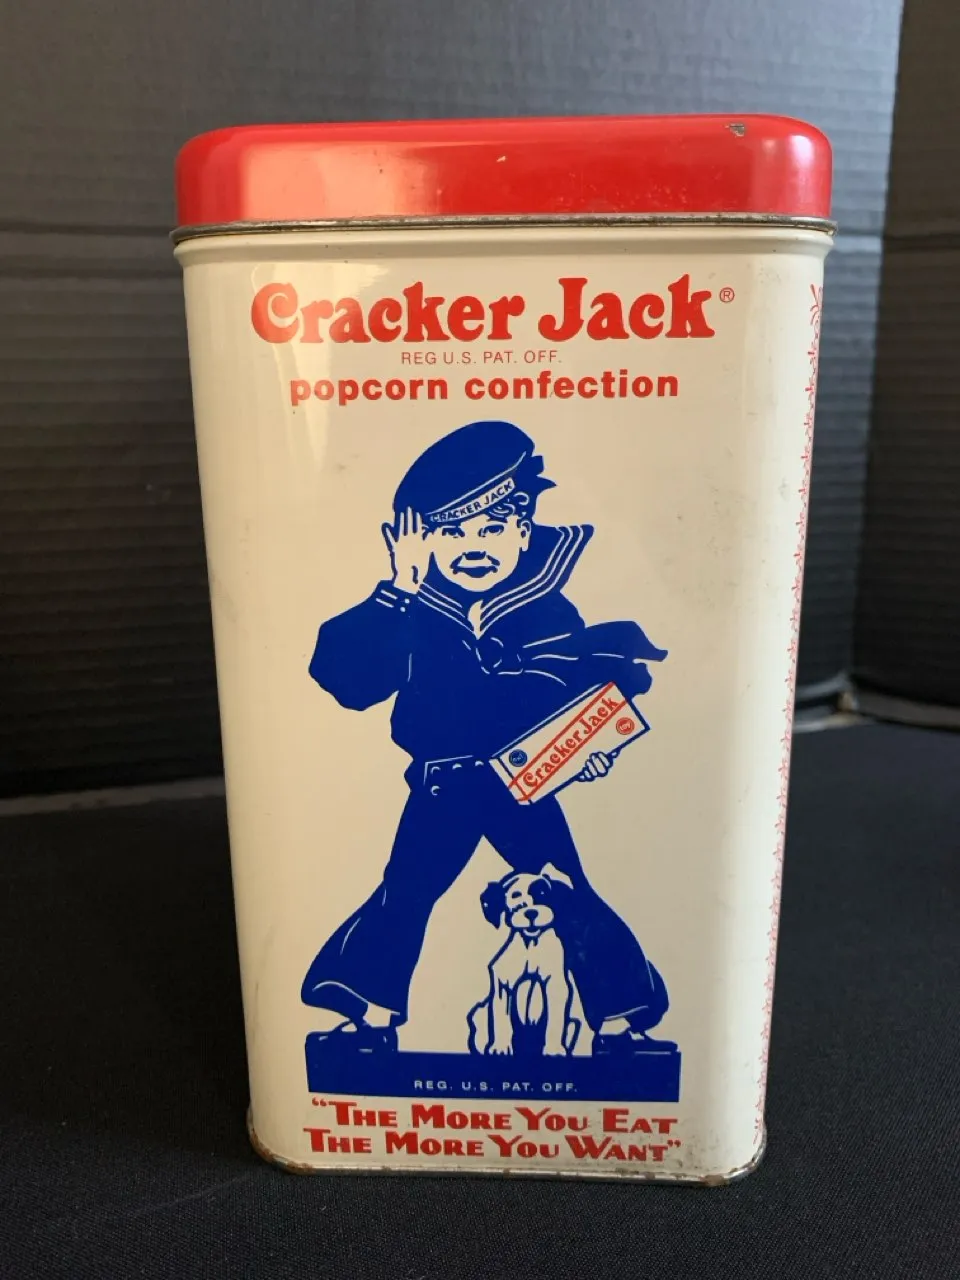 Cracker Jack®
REG U.S. PAT. OFF.
popcorn confection
CRACKER JACK
Cracker Jack
REG. U.S. PAT. OFF.
"THE MORE YOU EAT
THE MORE YOU WANT"